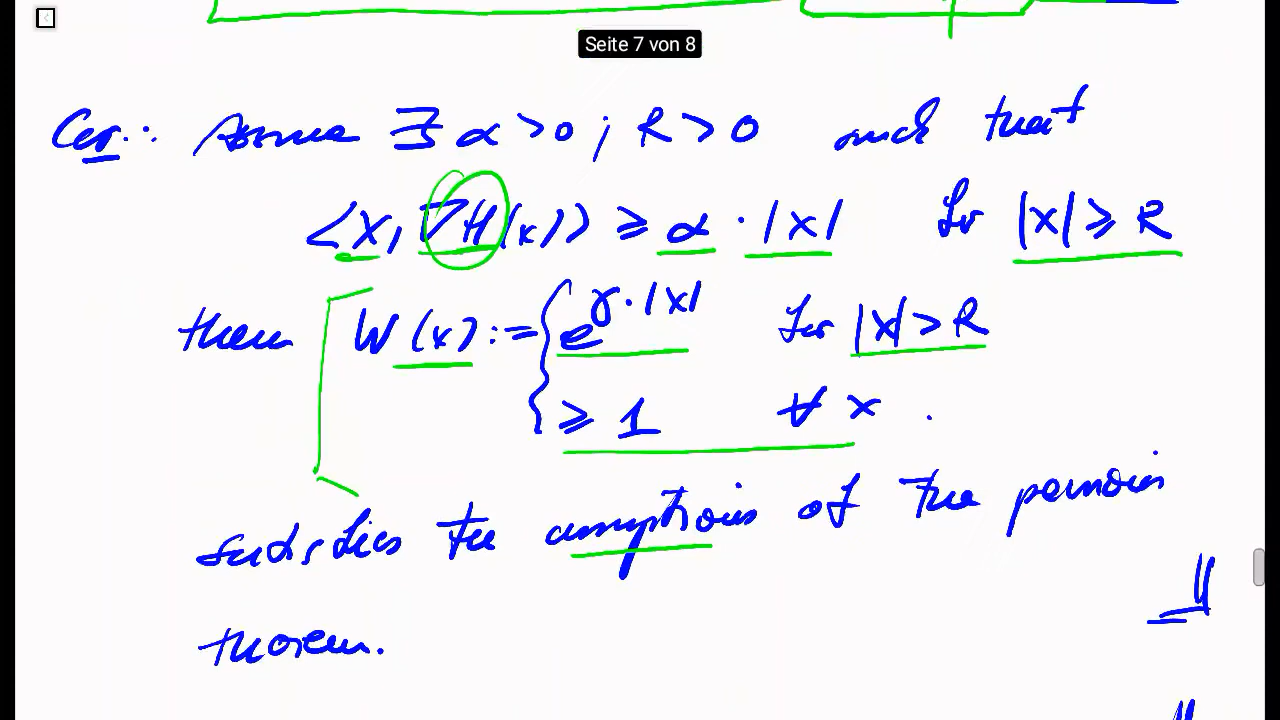 Seite 7 von 8
Cor.: Assume ∃ α > 0 ; R > 0 such that
< x, ∇H(x) > ≥ α · |x| for |x| ≥ R
then W(x) := { e^{γ·|x|} for |x| > R
≥ 1 ∀ x .
satisfies the assumptions of the previous
theorem.